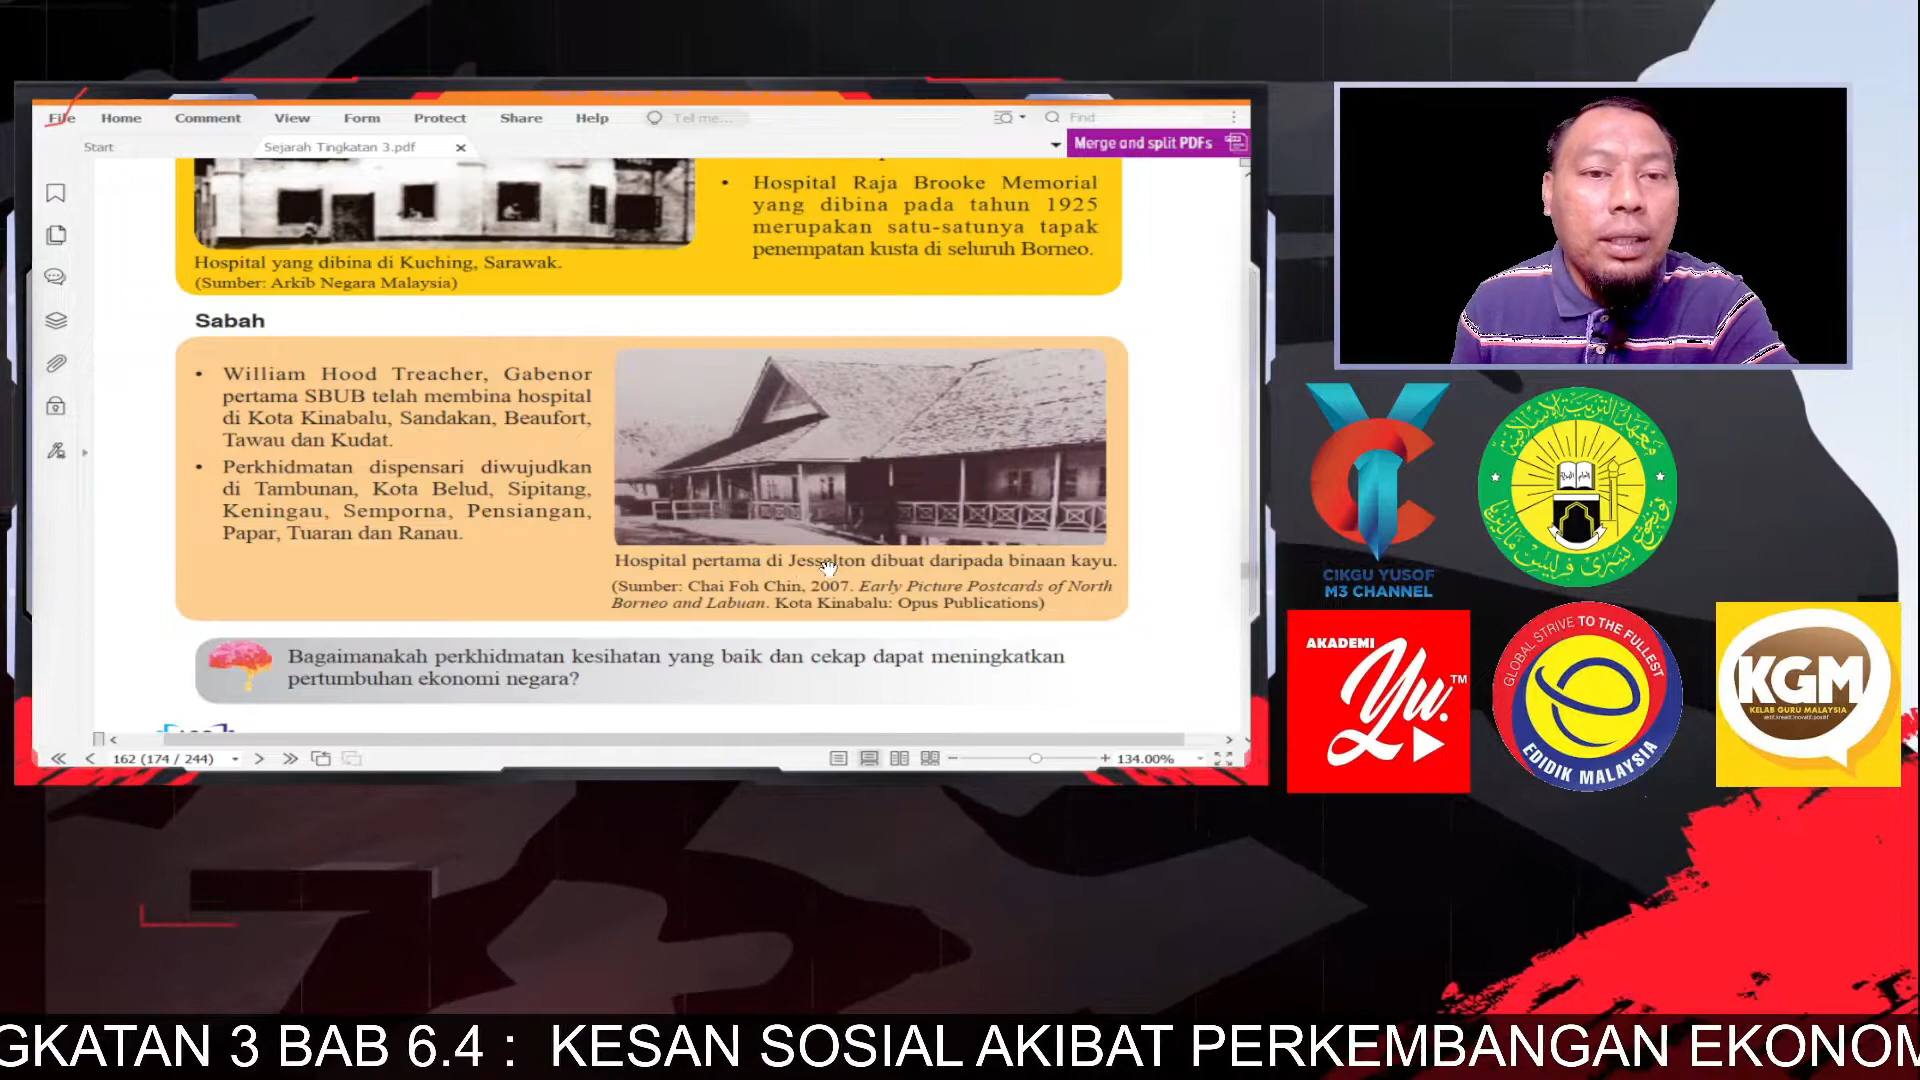 File Home Comment View Form Protect Share Help Tell me... Find
Start Sejarah Tingkatan 3.pdf Merge and split PDFs
• Hospital Raja Brooke Memorial
yang dibina pada tahun 1925
merupakan satu-satunya tapak
penempatan kusta di seluruh Borneo.
Hospital yang dibina di Kuching, Sarawak.
(Sumber: Arkib Negara Malaysia)
Sabah
• William Hood Treacher, Gabenor
pertama SBUB telah membina hospital
di Kota Kinabalu, Sandakan, Beaufort,
Tawau dan Kudat.
• Perkhidmatan dispensari diwujudkan
di Tambunan, Kota Belud, Sipitang,
Keningau, Semporna, Pensiangan,
Papar, Tuaran dan Ranau.
Hospital pertama di Jesselton dibuat daripada binaan kayu.
(Sumber: Chai Foh Chin, 2007. Early Picture Postcards of North
Borneo and Labuan. Kota Kinabalu: Opus Publications)
Bagaimanakah perkhidmatan kesihatan yang baik dan cekap dapat meningkatkan
pertumbuhan ekonomi negara?
162 (174 / 244) 134.00%
CIKGU YUSOF
M3 CHANNEL
AKADEMI
Yu.
TM
GLOBAL STRIVE TO THE FULLEST
EDIDIK MALAYSIA
KGM
KELAB GURU MALAYSIA
aktif.kreatif.inovatif.positif
GKATAN 3 BAB 6.4 : KESAN SOSIAL AKIBAT PERKEMBANGAN EKONOM